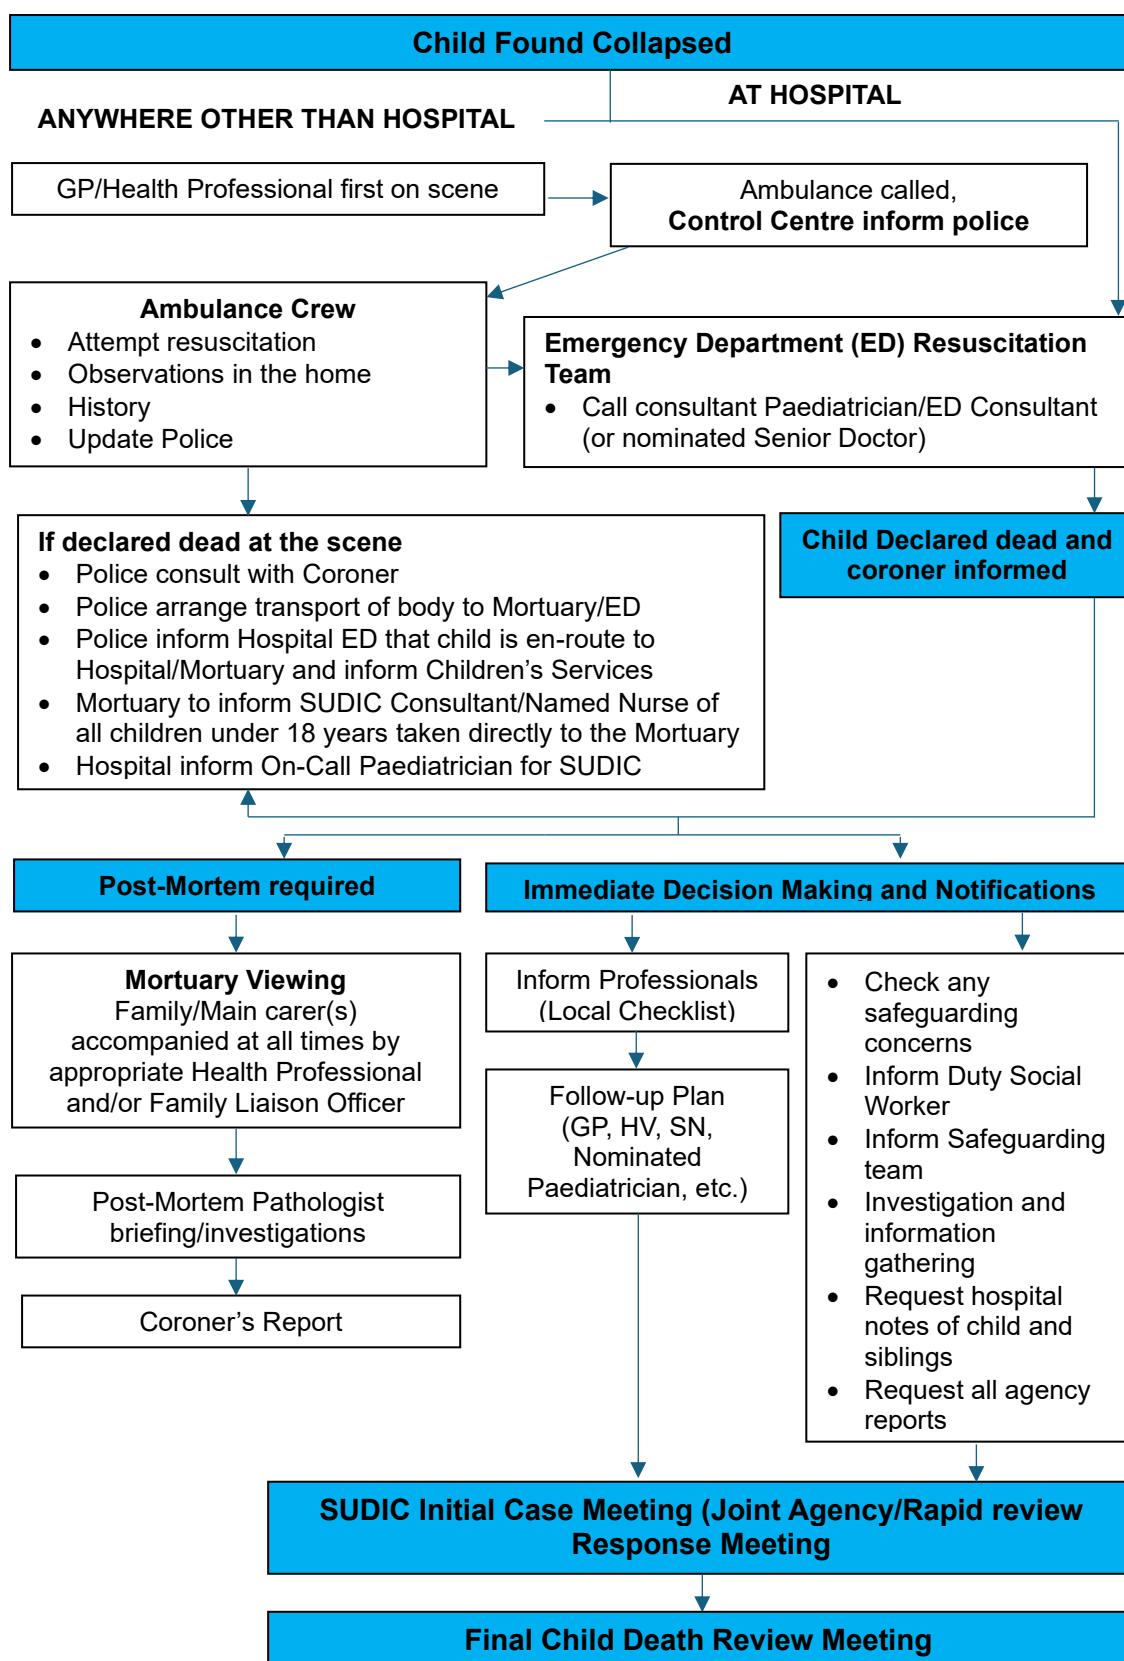 Child Found Collapsed
AT HOSPITAL
ANYWHERE OTHER THAN HOSPITAL
GP/Health Professional first on scene
Ambulance called,
Control Centre inform police
Ambulance Crew
• Attempt resuscitation
• Observations in the home
• History
• Update Police
Emergency Department (ED) Resuscitation
Team
• Call consultant Paediatrician/ED Consultant
(or nominated Senior Doctor)
If declared dead at the scene
• Police consult with Coroner
• Police arrange transport of body to Mortuary/ED
• Police inform Hospital ED that child is en-route to
Hospital/Mortuary and inform Children's Services
• Mortuary to inform SUDIC Consultant/Named Nurse of
all children under 18 years taken directly to the Mortuary
• Hospital inform On-Call Paediatrician for SUDIC
Child Declared dead and
coroner informed
Post-Mortem required
Immediate Decision Making and Notifications
Mortuary Viewing
Family/Main carer(s)
accompanied at all times by
appropriate Health Professional
and/or Family Liaison Officer
Post-Mortem Pathologist
briefing/investigations
Coroner's Report
Inform Professionals
(Local Checklist)
Follow-up Plan
(GP, HV, SN,
Nominated
Paediatrician, etc.)
• Check any
safeguarding
concerns
• Inform Duty Social
Worker
• Inform Safeguarding
team
• Investigation and
information
gathering
• Request hospital
notes of child and
siblings
• Request all agency
reports
SUDIC Initial Case Meeting (Joint Agency/Rapid review
Response Meeting
Final Child Death Review Meeting